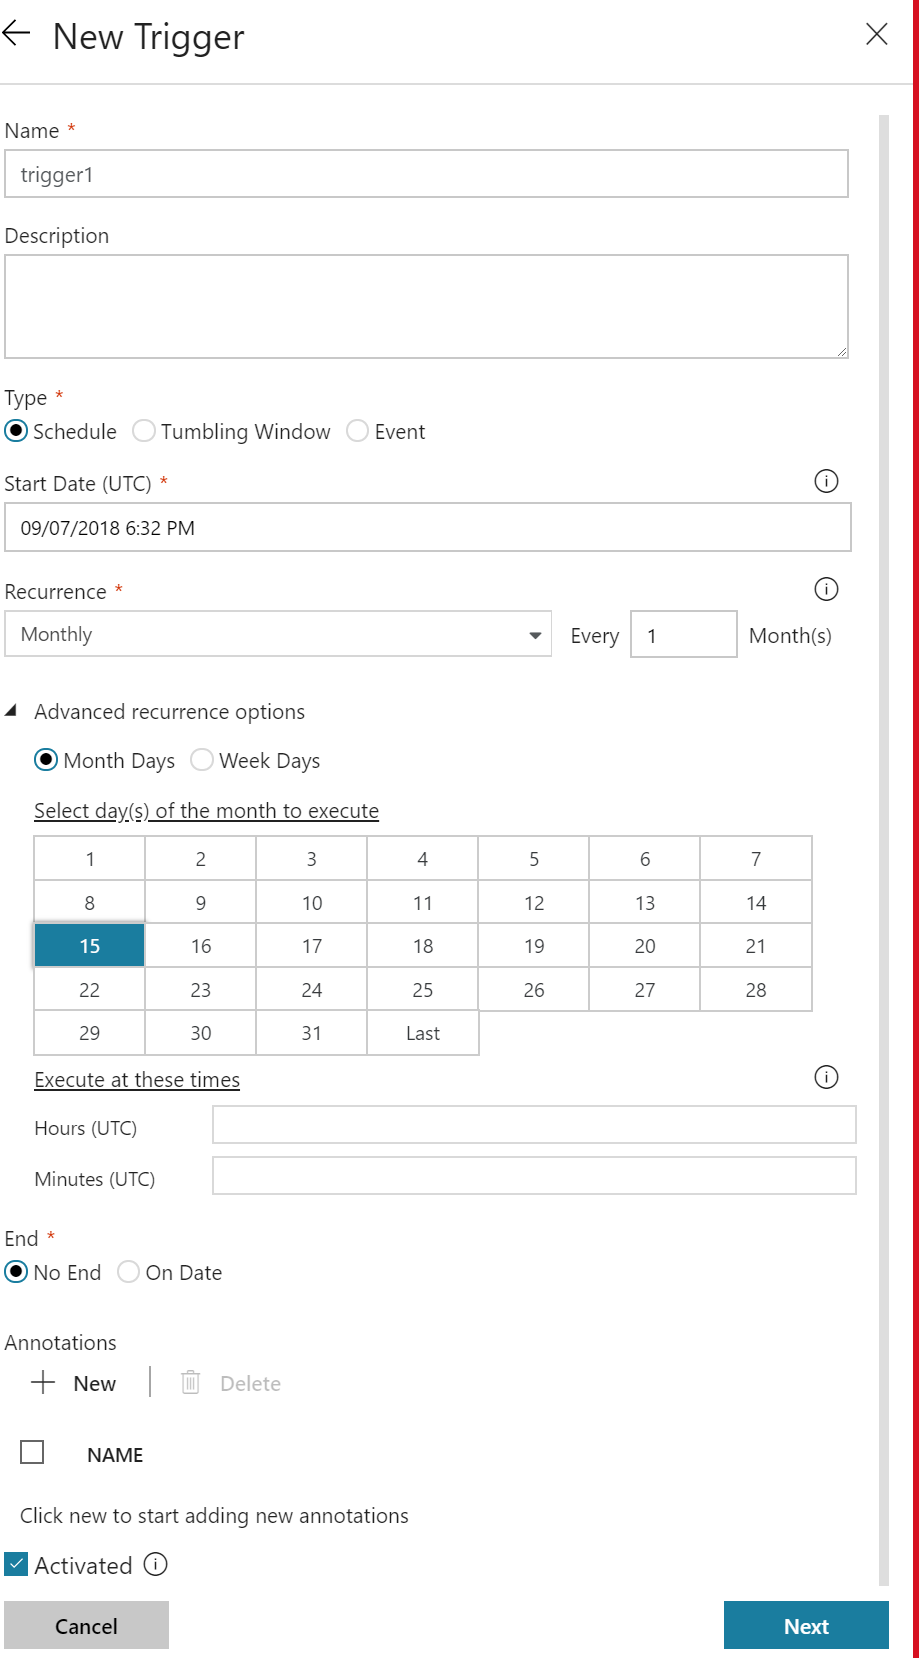 New Trigger
Name *
trigger1
Description
Type *
Schedule Tumbling Window Event
Start Date (UTC) *
09/07/2018 6:32 PM
Recurrence *
Monthly Every 1 Month(s)
Advanced recurrence options
Month Days Week Days
Select day(s) of the month to execute
1 2 3 4 5 6 7
8 9 10 11 12 13 14
15 16 17 18 19 20 21
22 23 24 25 26 27 28
29 30 31 Last
Execute at these times
Hours (UTC)
Minutes (UTC)
End *
No End On Date
Annotations
New Delete
NAME
Click new to start adding new annotations
Activated
Cancel Next